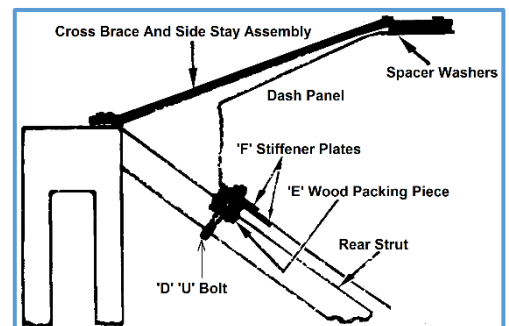 Cross Brace And Side Stay Assembly
Spacer Washers
Dash Panel
'F' Stiffener Plates
'E' Wood Packing Piece
Rear Strut
'D' 'U' Bolt